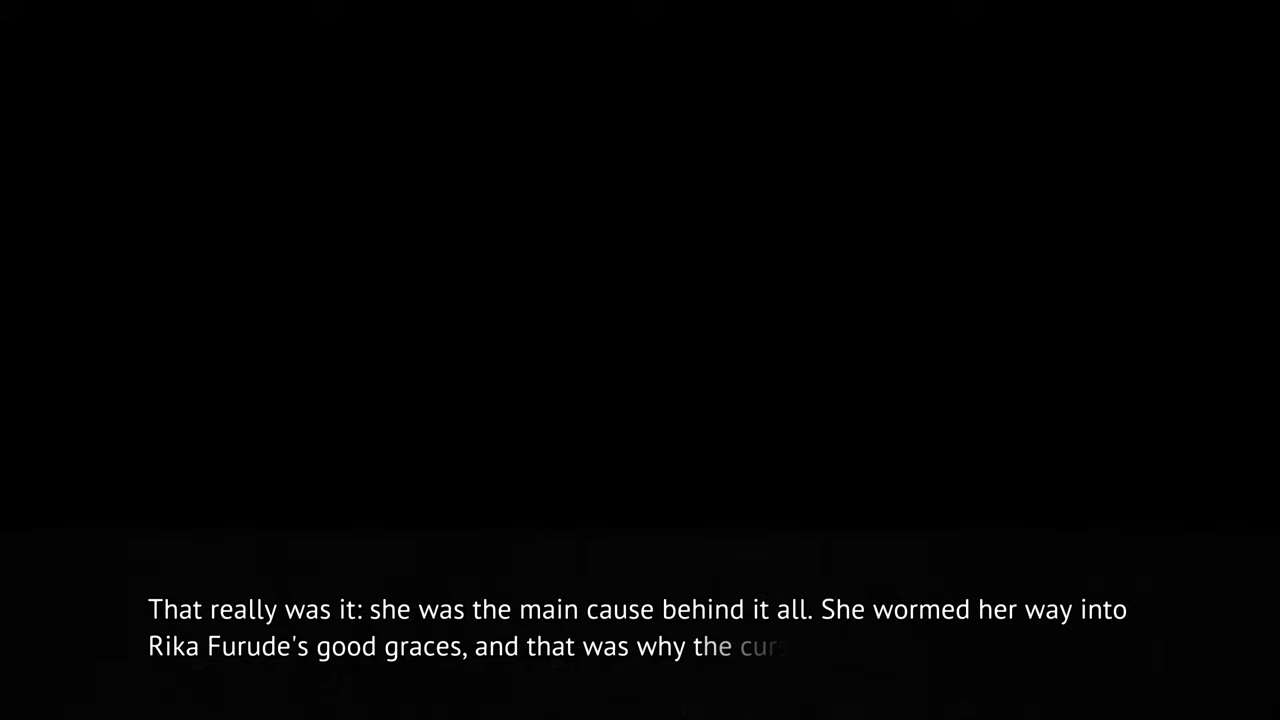 That really was it: she was the main cause behind it all. She wormed her way into
Rika Furude's good graces, and that was why the